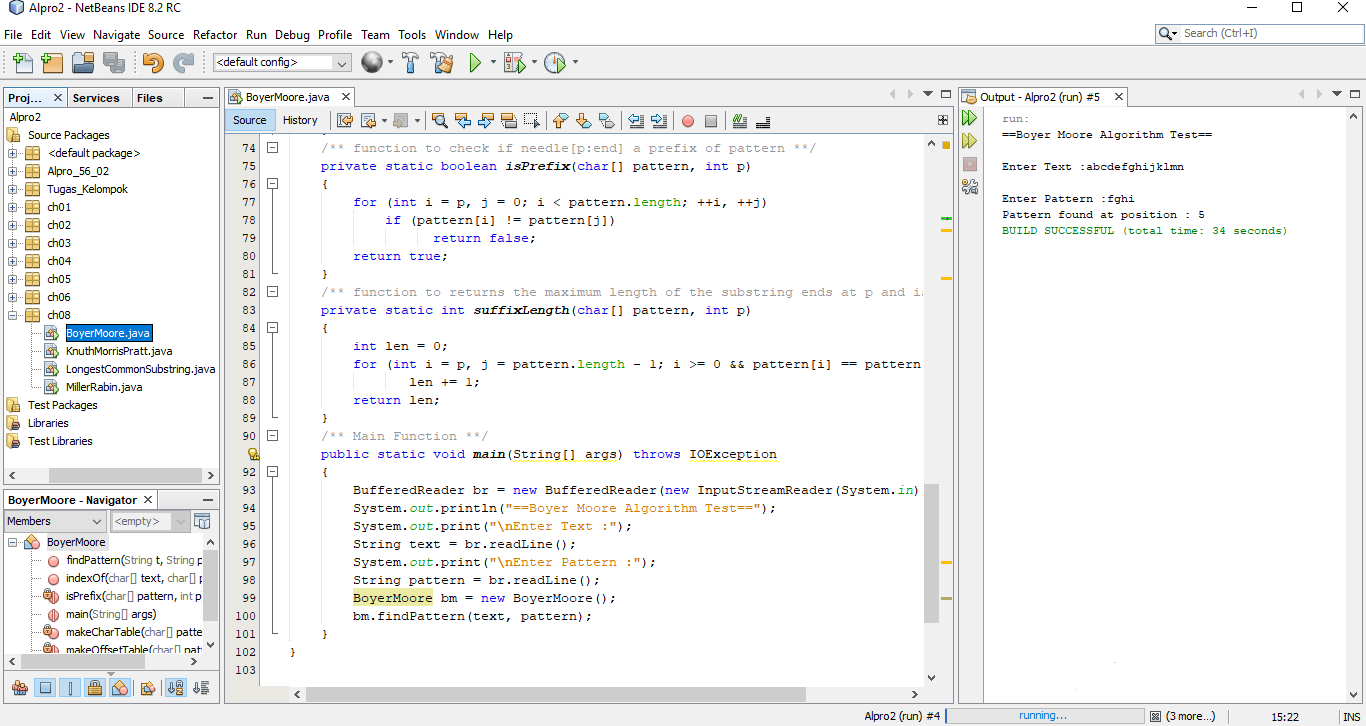 Alpro2 - NetBeans IDE 8.2 RC
File Edit View Navigate Source Refactor Run Debug Profile Team Tools Window Help
Search (Ctrl+I)
<default config>
Proj... Services Files
Alpro2
Source Packages
<default package>
Alpro_56_02
Tugas_Kelompok
ch01
ch02
ch03
ch04
ch05
ch06
ch08
BoyerMoore.java
KnuthMorrisPratt.java
LongestCommonSubstring.java
MillerRabin.java
Test Packages
Libraries
Test Libraries
BoyerMoore - Navigator
Members <empty>
BoyerMoore
findPattern(String t, String p
indexOf(char[] text, char[] p
isPrefix(char[] pattern, int p
main(String[] args)
makeCharTable(char[] patte
makeOffsetTable(char[] pat
BoyerMoore.java
Source History
74 /** function to check if needle[p:end] a prefix of pattern **/
75 private static boolean isPrefix(char[] pattern, int p)
76 {
77 for (int i = p, j = 0; i < pattern.length; ++i, ++j)
78 if (pattern[i] != pattern[j])
79 return false;
80 return true;
81 }
82 /** function to returns the maximum length of the substring ends at p and i
83 private static int suffixLength(char[] pattern, int p)
84 {
85 int len = 0;
86 for (int i = p, j = pattern.length - 1; i >= 0 && pattern[i] == pattern
87 len += 1;
88 return len;
89 }
90 /** Main Function **/
public static void main(String[] args) throws IOException
92 {
93 BufferedReader br = new BufferedReader(new InputStreamReader(System.in)
94 System.out.println("==Boyer Moore Algorithm Test==");
95 System.out.print("\nEnter Text :");
96 String text = br.readLine();
97 System.out.print("\nEnter Pattern :");
98 String pattern = br.readLine();
99 BoyerMoore bm = new BoyerMoore();
100 bm.findPattern(text, pattern);
101 }
102 }
103
Output - Alpro2 (run) #5
run:
==Boyer Moore Algorithm Test==
Enter Text :abcdefghijklmn
Enter Pattern :fghi
Pattern found at position : 5
BUILD SUCCESSFUL (total time: 34 seconds)
Alpro2 (run) #4 running... (3 more...) 15:22 INS